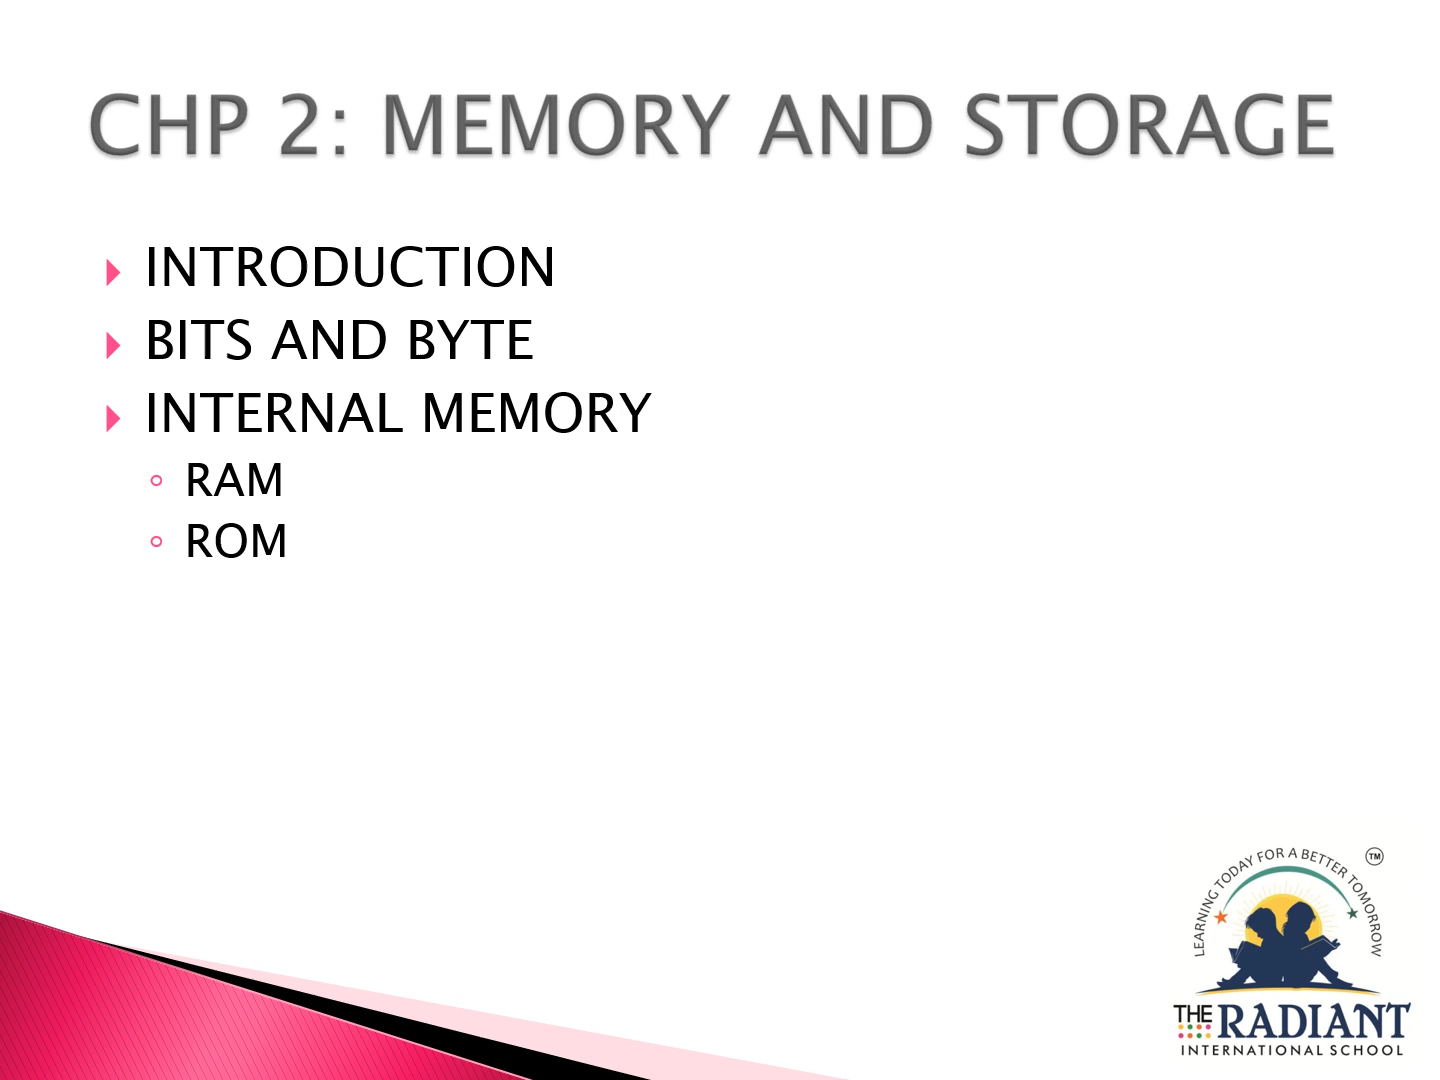 CHP 2: MEMORY AND STORAGE
INTRODUCTION
BITS AND BYTE
INTERNAL MEMORY
RAM
ROM
LEARNING TODAY FOR A BETTER TOMORROW
TM
THE RADIANT
INTERNATIONAL SCHOOL